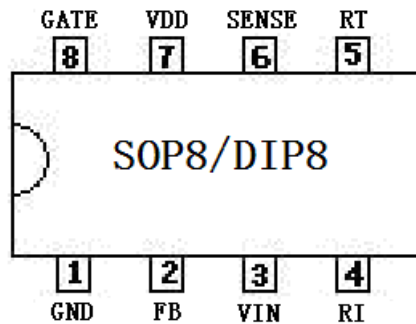 GATE VDD SENSE RT
8 7 6 5
SOP8/DIP8
1 2 3 4
GND FB VIN RI